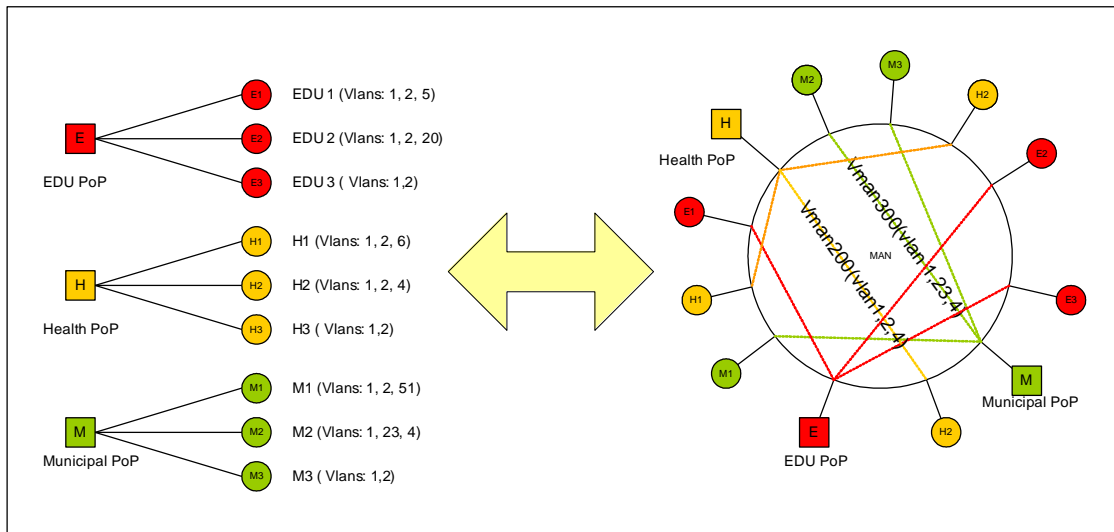 E
EDU PoP
E1
EDU 1 (Vlans: 1, 2, 5)
E2
EDU 2 (Vlans: 1, 2, 20)
E3
EDU 3 ( Vlans: 1,2)
H
Health PoP
H1
H1 (Vlans: 1, 2, 6)
H2
H2 (Vlans: 1, 2, 4)
H3
H3 ( Vlans: 1,2)
M
Municipal PoP
M1
M1 (Vlans: 1, 2, 51)
M2
M2 (Vlans: 1, 23, 4)
M3
M3 ( Vlans: 1,2)
M3
M2
H2
H
Health PoP
E2
E1
Vman300(vlan 1,23,4)
Vman200(vlan1,2,4)
MAN
H1
E3
M1
M
Municipal PoP
E
EDU PoP
H2